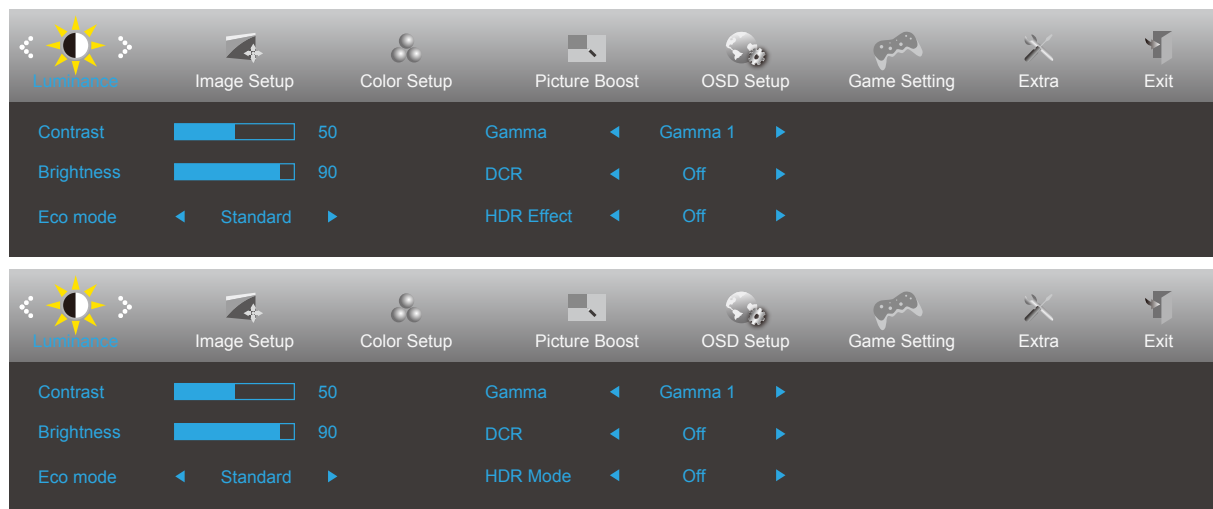 Luminance Image Setup Color Setup Picture Boost OSD Setup Game Setting Extra Exit
Contrast 50 Gamma Gamma 1
Brightness 90 DCR Off
Eco mode Standard HDR Effect Off
Luminance Image Setup Color Setup Picture Boost OSD Setup Game Setting Extra Exit
Contrast 50 Gamma Gamma 1
Brightness 90 DCR Off
Eco mode Standard HDR Mode Off